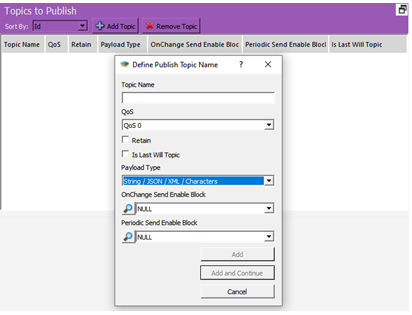 Topics to Publish
Sort By: Id Add Topic Remove Topic
Topic Name QoS Retain Payload Type OnChange Send Enable Bloc Periodic Send Enable Blocl Is Last Will Topic
Define Publish Topic Name ? ×
Topic Name
QoS
QoS 0
Retain
Is Last Will Topic
Payload Type
String / JSON / XML / Characters
OnChange Send Enable Block
NULL
Periodic Send Enable Block
NULL
Add
Add and Continue
Cancel